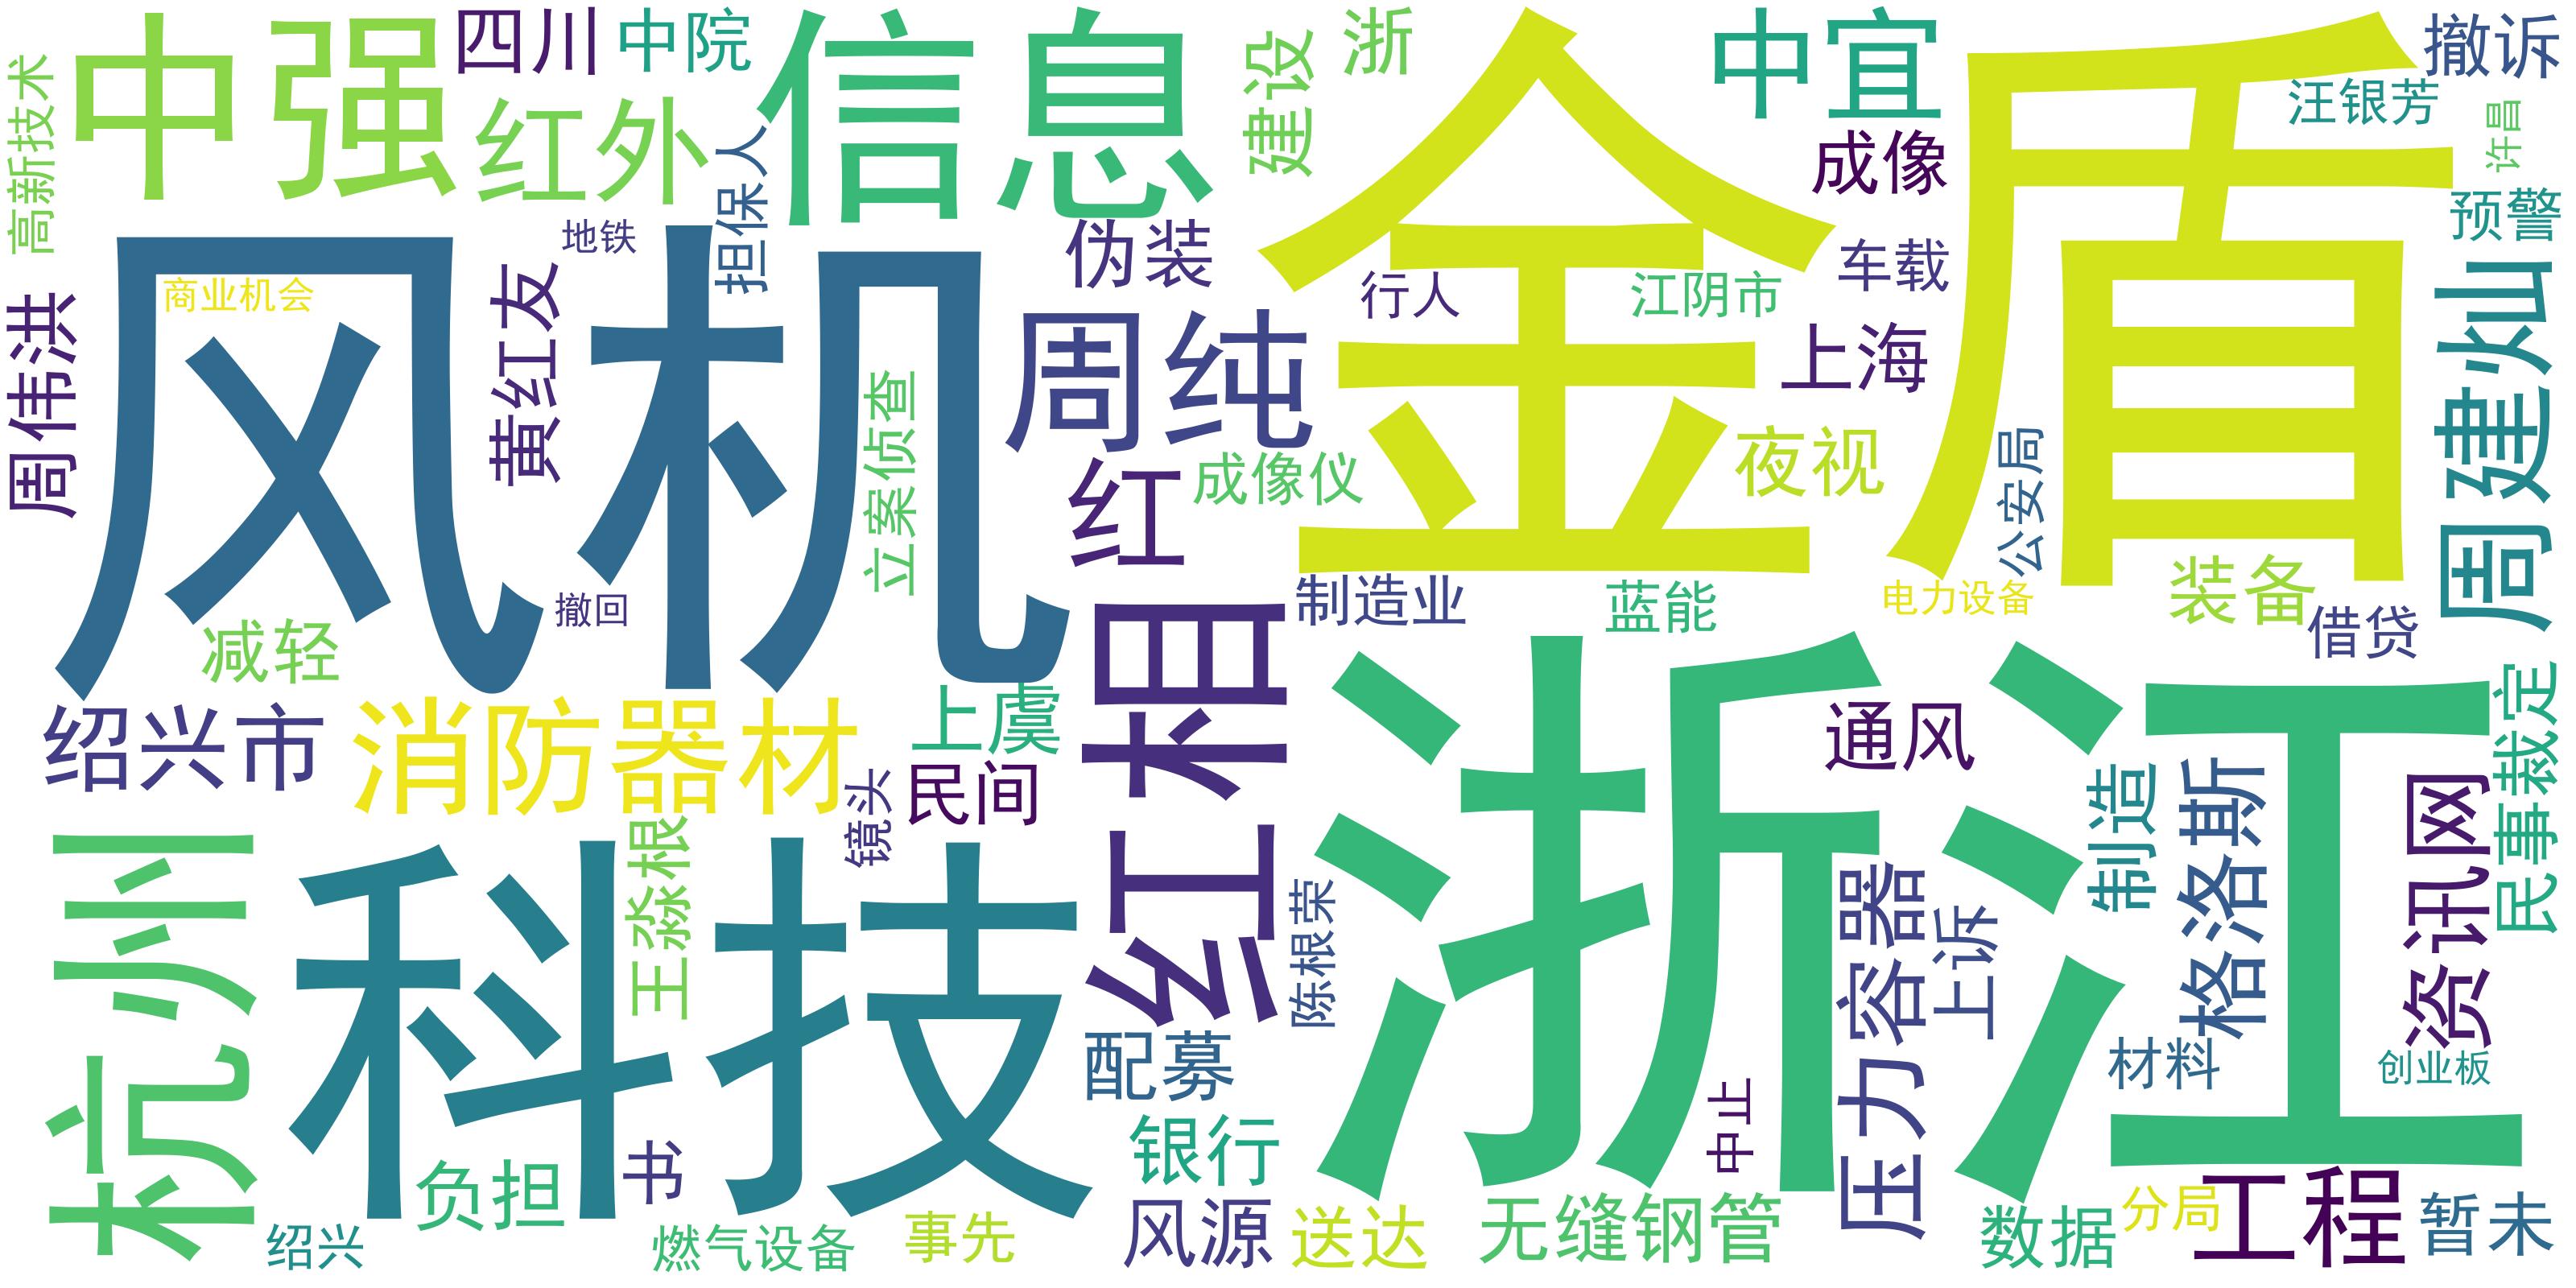 高新技术
中强
四川
中院
红外
担保人
信息
建设
浙
金盾
中宜
撤诉
汪银芳
许昌
成像
预警
地铁
伪装
车载
商业机会
行人
江阴市
周伟洪
风机
黄红友
周纯
上海
周建灿
立案侦查
夜视
公安局
红
成像仪
撤回
制造业
蓝能
电力设备
装备
借贷
减轻
红相
浙江
绍兴市
消防器材
上虞
通风
民事裁定
民间
镜头
制造
格洛斯
资讯网
杭州
科技
王淼根
陈根荣
压力容器
上诉
配募
材料
创业板
中止
银行
书
负担
工程
风源
送达
无缝钢管
数据
分局
暂未
绍兴
燃气设备
事先